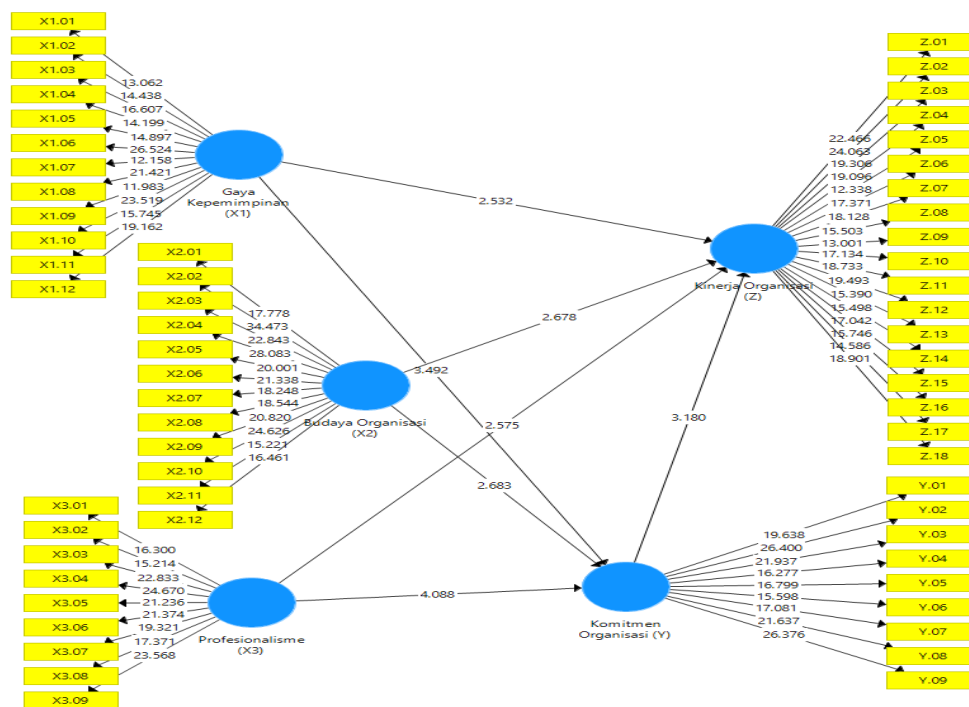 X1.01
X1.02
X1.03
X1.04
X1.05
X1.06
X1.07
X1.08
X1.09
X1.10
X1.11
X1.12
13.062
14.438
16.607
14.199
14.897
26.524
12.158
21.421
11.983
23.519
15.745
19.162
Gaya
Kepemimpinan
(X1)
X2.01
X2.02
X2.03
X2.04
X2.05
X2.06
X2.07
X2.08
X2.09
X2.10
X2.11
X2.12
17.778
34.473
22.843
28.083
20.001
21.338
18.248
18.544
20.820
24.626
15.221
16.461
Budaya Organisasi
(X2)
X3.01
X3.02
X3.03
X3.04
X3.05
X3.06
X3.07
X3.08
X3.09
16.300
15.214
22.833
24.670
21.236
21.374
19.321
17.371
23.568
Profesionalisme
(X3)
2.532
2.678
3.492
2.575
2.683
4.088
3.180
Kinerja Organisasi
(Z)
22.466
24.063
19.306
19.096
12.338
17.371
18.128
15.503
13.001
17.134
18.733
19.493
15.390
15.498
17.042
15.746
14.586
18.901
Z.01
Z.02
Z.03
Z.04
Z.05
Z.06
Z.07
Z.08
Z.09
Z.10
Z.11
Z.12
Z.13
Z.14
Z.15
Z.16
Z.17
Z.18
Komitmen
Organisasi (Y)
19.638
26.400
21.937
16.277
16.799
15.598
17.081
21.637
26.376
Y.01
Y.02
Y.03
Y.04
Y.05
Y.06
Y.07
Y.08
Y.09